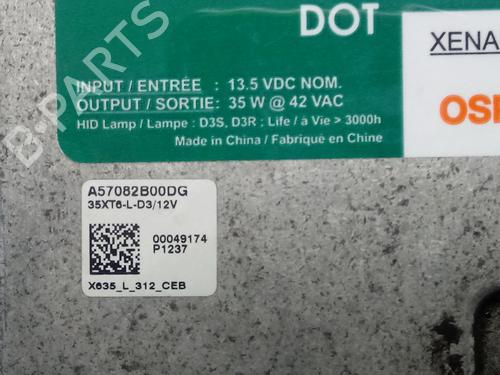 DOT
XENA
INPUT / ENTRÉE : 13.5 VDC NOM.
OUTPUT / SORTIE: 35 W @ 42 VAC
HID Lamp / Lampe : D3S, D3R ; Life / à Vie > 3000h
Made in China / Fabriqué en Chine
OS
A57082B00DG
35XT6-L-D3/12V
00049174
P1237
X635_L_312_CEB
B-PARTS